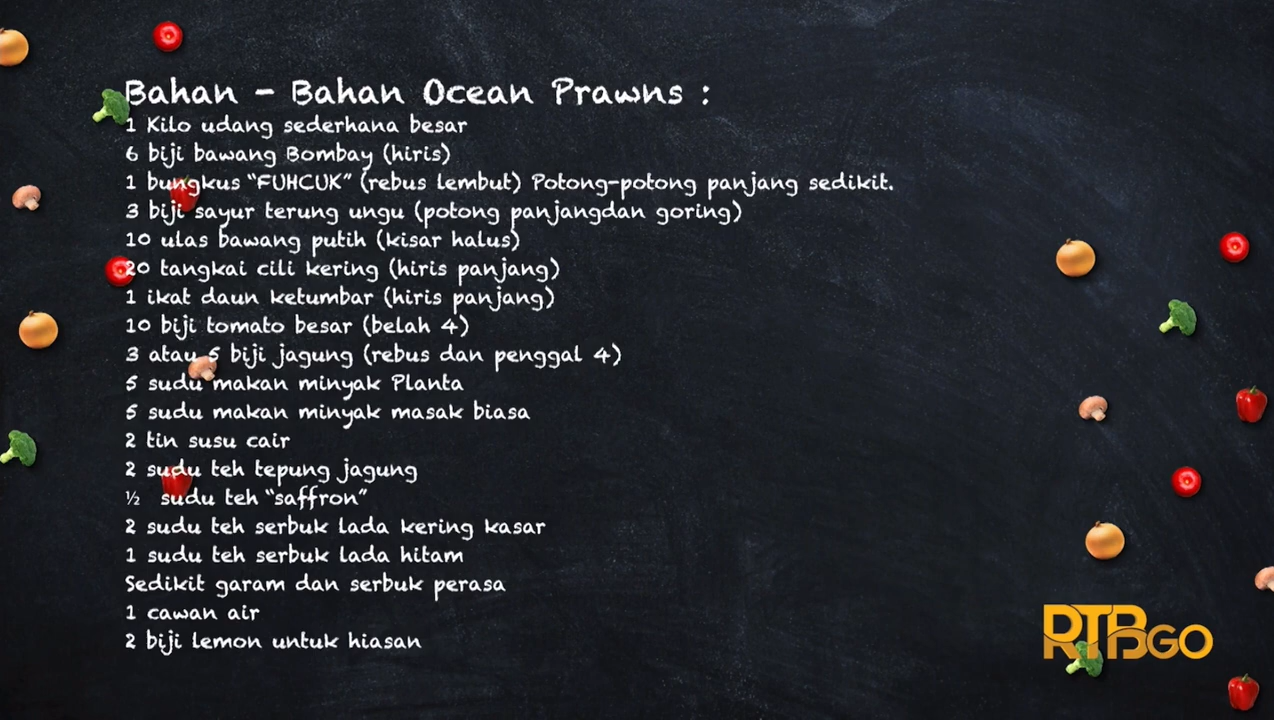 Bahan - Bahan Ocean Prawns :
1 Kilo udang sederhana besar
6 biji bawang Bombay (hiris)
1 bungkus “FUHCUK” (rebus lembut) Potong-potong panjang sedikit.
3 biji sayur terung ungu (potong panjangdan goring)
10 ulas bawang putih (kisar halus)
20 tangkai cili kering (hiris panjang)
1 ikat daun ketumbar (hiris panjang)
10 biji tomato besar (belah 4)
3 atau 5 biji jagung (rebus dan penggal 4)
5 sudu makan minyak Planta
5 sudu makan minyak masak biasa
2 tin susu cair
2 sudu teh tepung jagung
½ sudu teh “saffron”
2 sudu teh serbuk lada kering kasar
1 sudu teh serbuk lada hitam
Sedikit garam dan serbuk perasa
1 cawan air
2 biji lemon untuk hiasan
RTBGO